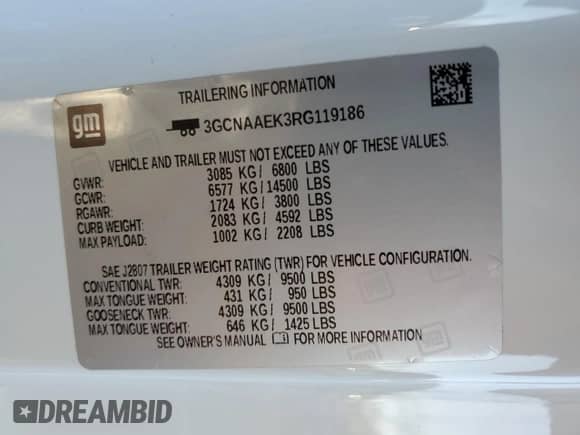 TRAILERING INFORMATION
gm
3GCNAAEK3RG119186
VEHICLE AND TRAILER MUST NOT EXCEED ANY OF THESE VALUES.
GVWR: 3085 KG/ 6800 LBS
GCWR: 6577 KG/14500 LBS
RGAWR: 1724 KG/ 3800 LBS
CURB WEIGHT: 2083 KG/ 4592 LBS
MAX PAYLOAD: 1002 KG/ 2208 LBS
SAE J2807 TRAILER WEIGHT RATING (TWR) FOR VEHICLE CONFIGURATION.
CONVENTIONAL TWR: 4309 KG/ 9500 LBS
MAX TONGUE WEIGHT: 431 KG/ 950 LBS
GOOSENECK TWR: 4309 KG/ 9500 LBS
MAX TONGUE WEIGHT: 646 KG/ 1425 LBS
SEE OWNER'S MANUAL FOR MORE INFORMATION
DREAMBID